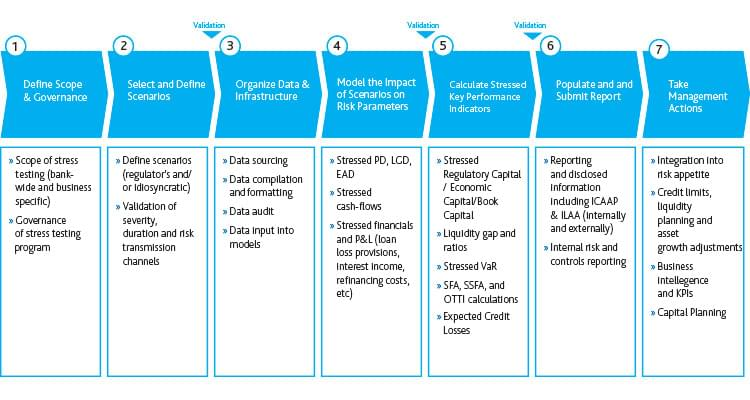 Validation
Validation
Validation
1
2
3
4
5
6
7
Define Scope
& Governance
Select and Define
Scenarios
Organize Data &
Infrastructure
Model the Impact
of Scenarios on
Risk Parameters
Calculate Stressed
Key Performance
Indicators
Populate and and
Submit Report
Take
Management
Actions
» Scope of stress
testing (bank-
wide and business
specific)
» Governance
of stress testing
program
» Define scenarios
(regulator's and/
or idiosyncratic)
» Validation of
severity,
duration and risk
transmission
channels
» Data sourcing
» Data compilation
and formatting
» Data audit
» Data input into
models
» Stressed PD, LGD,
EAD
» Stressed
cash-flows
» Stressed financials
and P&L (loan
loss provisions,
interest income,
refinancing costs,
etc)
» Stressed
Regulatory Capital
/ Economic
Capital/Book
Capital
» Liquidity gap and
ratios
» Stressed VaR
» SFA, SSFA, and
OTTI calculations
» Expected Credit
Losses
» Reporting
and disclosed
information
including ICAAP
& ILAA (internally
and externally)
» Internal risk and
controls reporting
» Integration into
risk appetite
» Credit limits,
liquidity
planning and
asset
growth adjustments
» Business
intellegence
and KPIs
» Capital Planning